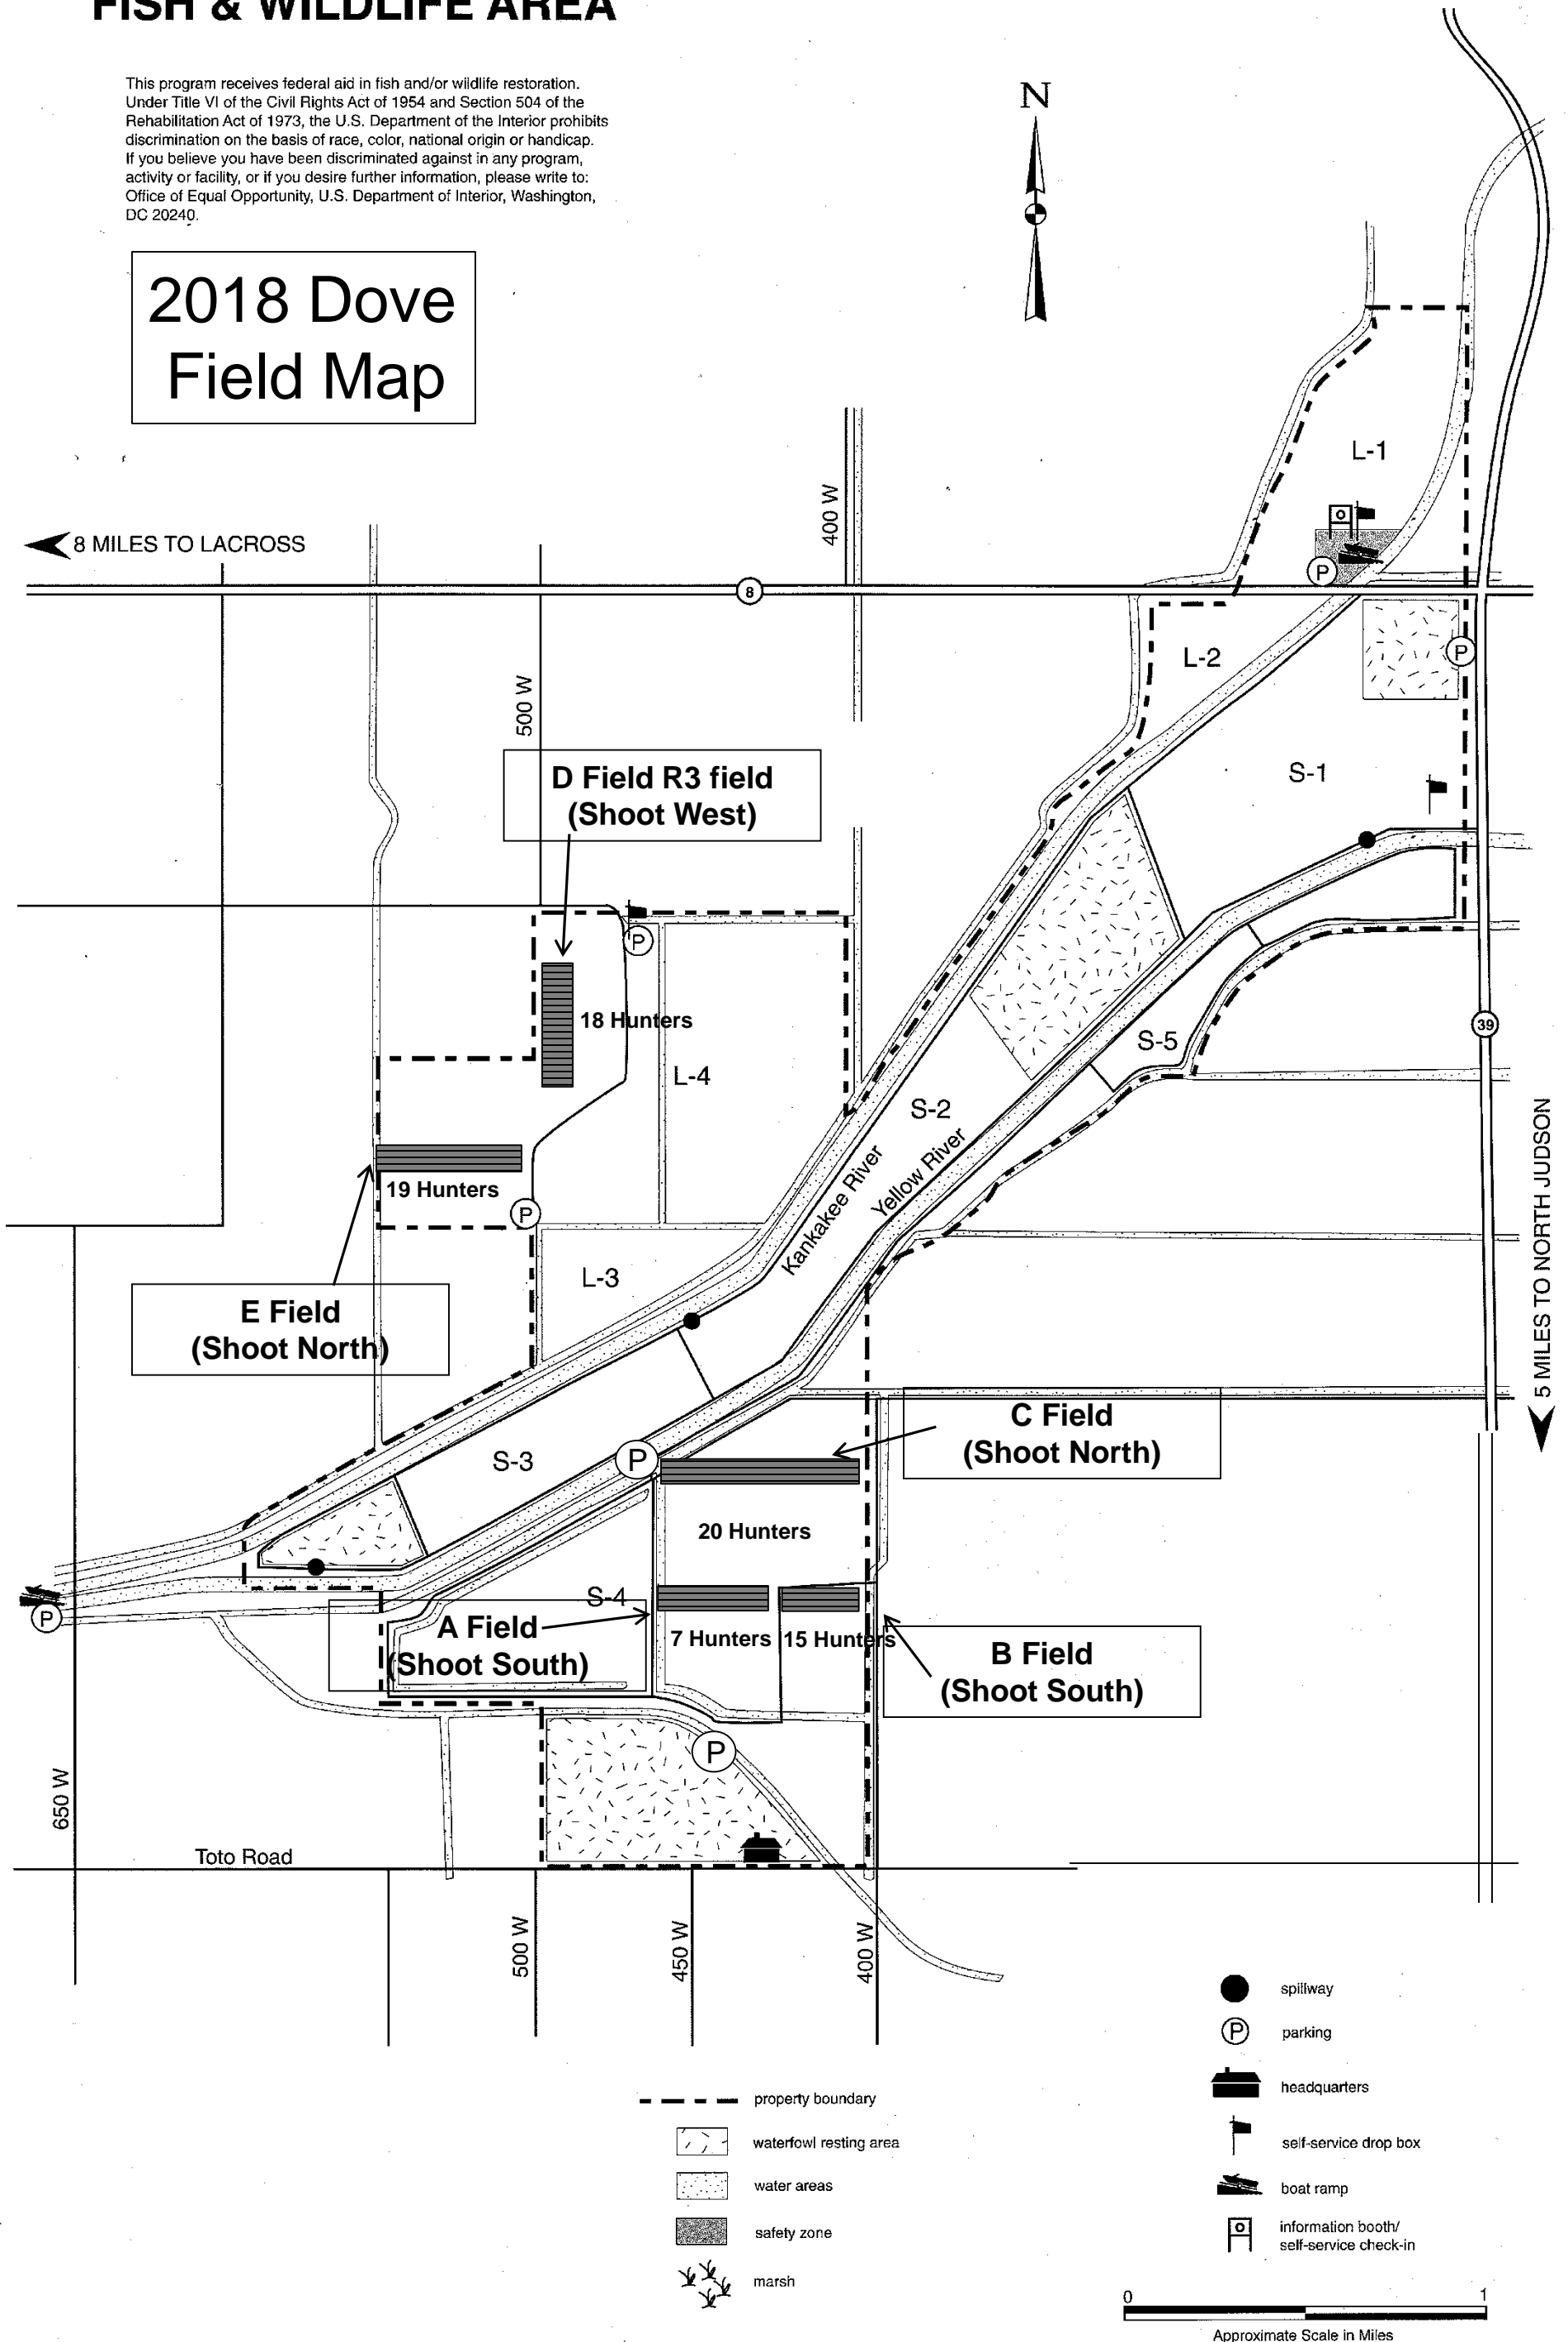 FISH & WILDLIFE AREA
This program receives federal aid in fish and/or wildlife restoration.
Under Title VI of the Civil Rights Act of 1954 and Section 504 of the
Rehabilitation Act of 1973, the U.S. Department of the Interior prohibits
discrimination on the basis of race, color, national origin or handicap.
If you believe you have been discriminated against in any program,
activity or facility, or if you desire further information, please write to:
Office of Equal Opportunity, U.S. Department of Interior, Washington,
DC 20240.
N
2018 Dove
Field Map
L-1
400 W
8 MILES TO LACROSS
P
8
L-2
P
500 W
D Field R3 field
(Shoot West)
S-1
P
18 Hunters
39
S-5
L-4
S-2
Kankakee River
Yellow River
19 Hunters
P
L-3
E Field
(Shoot North)
5 MILES TO NORTH JUDSON
C Field
(Shoot North)
S-3
P
20 Hunters
S-4
P
A Field
(Shoot South)
7 Hunters
15 Hunters
B Field
(Shoot South)
P
650 W
Toto Road
500 W
450 W
400 W
spillway
P
parking
headquarters
self-service drop box
boat ramp
information booth/
self-service check-in
property boundary
waterfowl resting area
water areas
safety zone
marsh
0 1
Approximate Scale in Miles